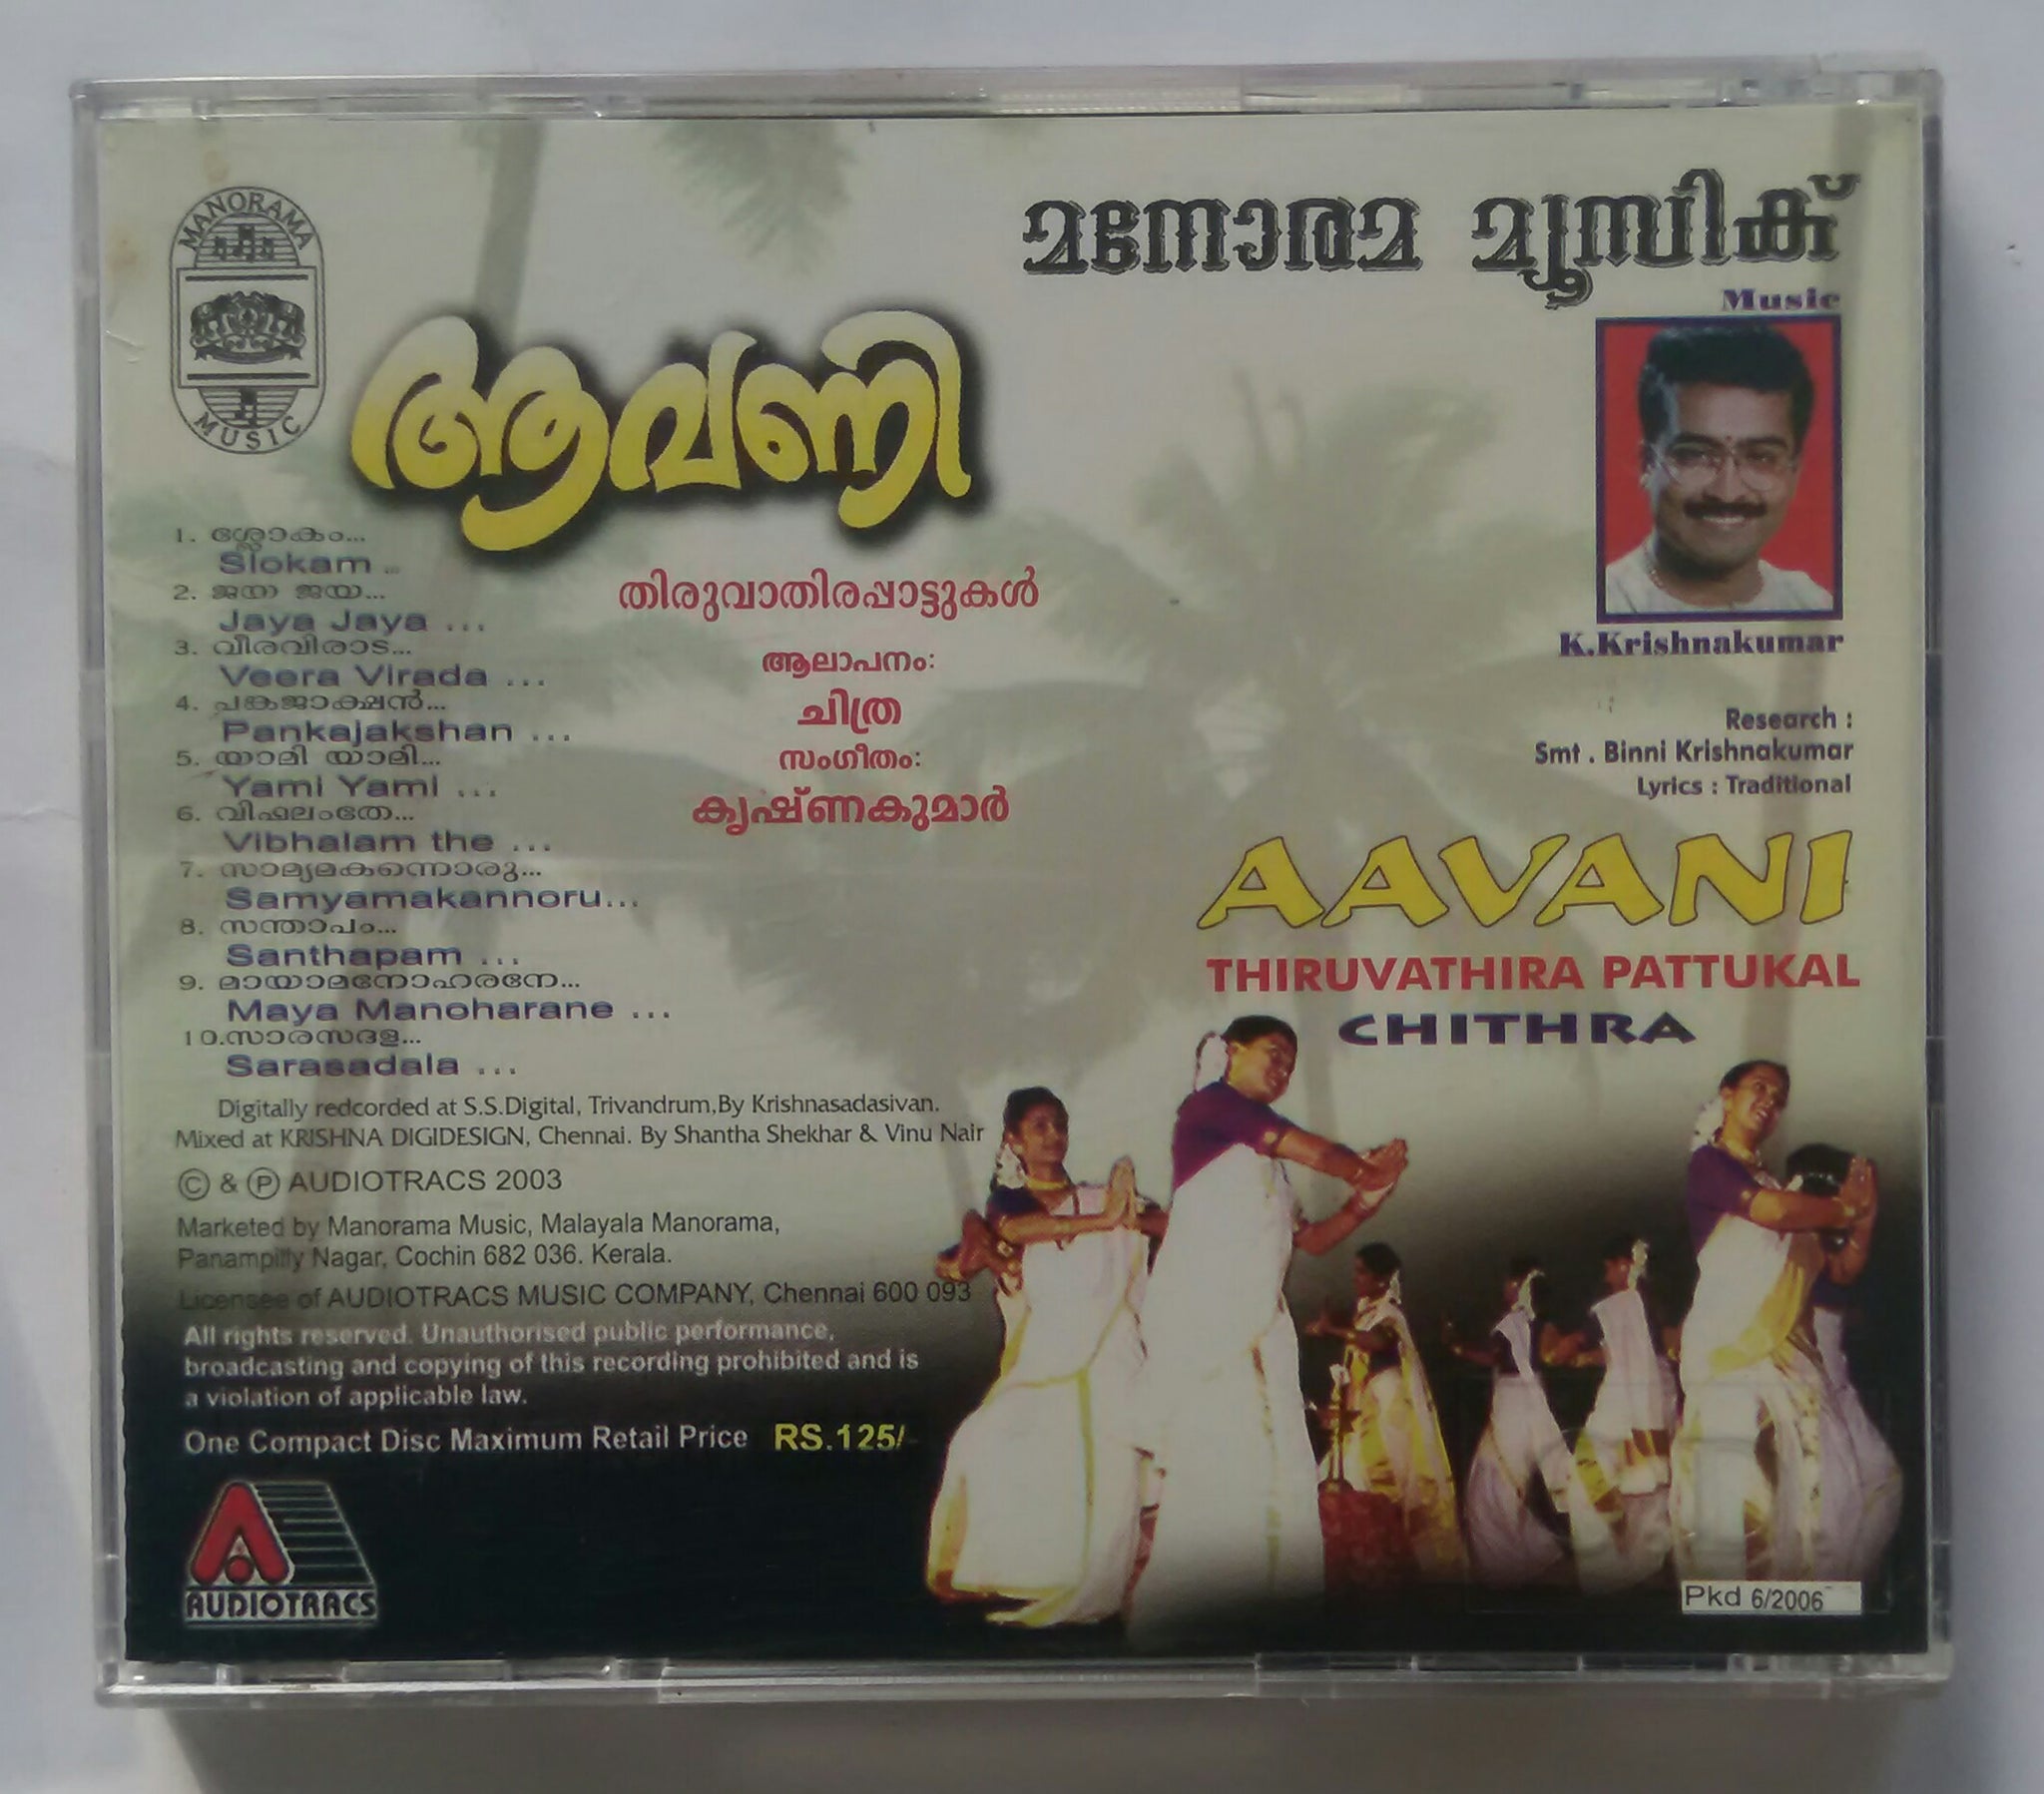 MANORAMA
MUSIC
മനോരമ മ്യൂസിക്
ആവണി
Music
K.Krishnakumar
1. ശ്ലോകം...
Slokam ...
2. ജയ ജയ...
Jaya Jaya ...
3. വീരവിരാട...
Veera Virada ...
4. പങ്കജാക്ഷൻ...
Pankajakshan ...
5. യാമി യാമി...
Yami Yami ...
6. വിഫലംതേ...
Vibhalam the ...
7. സാമ്യമകന്നൊരു...
Samyamakannoru...
8. സന്താപം...
Santhapam ...
9. മായാമനോഹരനേ...
Maya Manoharane ...
10.സാരസദള...
Sarasadala ...
തിരുവാതിരപ്പാട്ടുകൾ
ആലാപനം:
ചിത്ര
സംഗീതം:
കൃഷ്ണകുമാർ
Research :
Smt . Binni Krishnakumar
Lyrics : Traditional
AAVANI
THIRUVATHIRA PATTUKAL
CHITHRA
Digitally redcorded at S.S.Digital, Trivandrum,By Krishnasadasivan.
Mixed at KRISHNA DIGIDESIGN, Chennai. By Shantha Shekhar & Vinu Nair
© & ℗ AUDIOTRACS 2003
Marketed by Manorama Music, Malayala Manorama,
Panampilly Nagar, Cochin 682 036. Kerala.
Licensee of AUDIOTRACS MUSIC COMPANY, Chennai 600 093
All rights reserved. Unauthorised public performance,
broadcasting and copying of this recording prohibited and is
a violation of applicable law.
One Compact Disc Maximum Retail Price RS.125/-
AUDIOTRACS
Pkd 6/2006